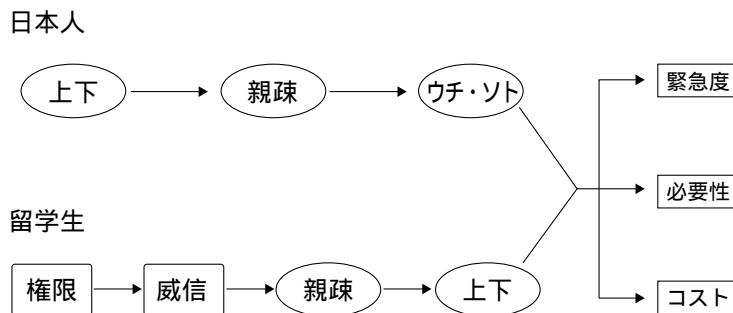 日本人
上下
親疎
ウチ・ソト
緊急度
必要性
留学生
権限
威信
親疎
上下
コスト